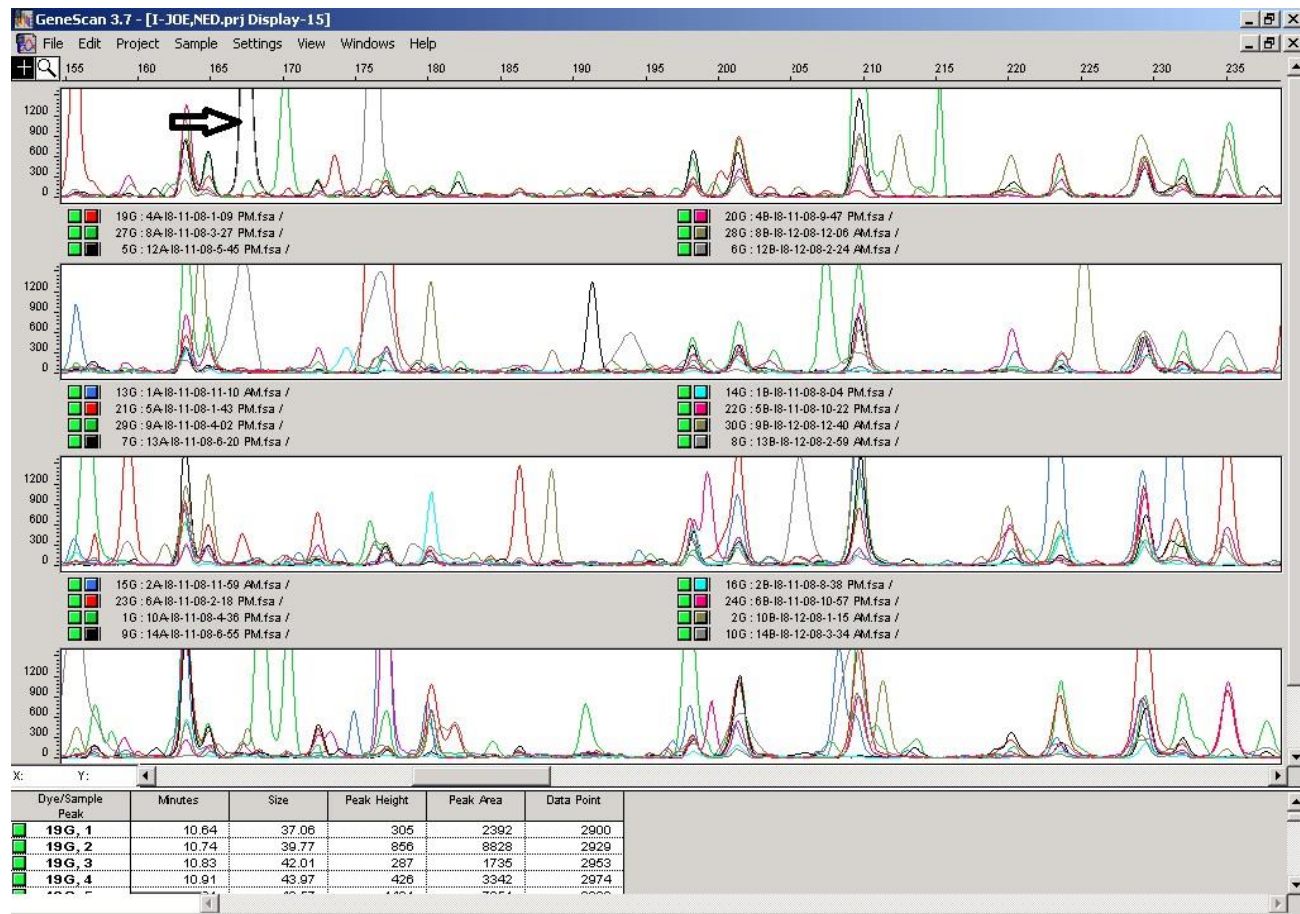 GeneScan 3.7 - [I-JOE,NED.prj Display-15]
File Edit Project Sample Settings View Windows Help
155 160 165 170 175 180 185 190 195 200 205 210 215 220 225 230 235
1200
900
600
300
0
19G : 4A-I8-11-08-1-09 PM.fsa / 20G : 4B-I8-11-08-9-47 PM.fsa /
27G : 8A-I8-11-08-3-27 PM.fsa / 28G : 8B-I8-12-08-12-06 AM.fsa /
5G : 12A-I8-11-08-5-45 PM.fsa / 6G : 12B-I8-12-08-2-24 AM.fsa /
1200
900
600
300
0
13G : 1A-I8-11-08-11-10 AM.fsa / 14G : 1B-I8-11-08-8-04 PM.fsa /
21G : 5A-I8-11-08-1-43 PM.fsa / 22G : 5B-I8-11-08-10-22 PM.fsa /
29G : 9A-I8-11-08-4-02 PM.fsa / 30G : 9B-I8-12-08-12-40 AM.fsa /
7G : 13A-I8-11-08-6-20 PM.fsa / 8G : 13B-I8-12-08-2-59 AM.fsa /
1200
900
600
300
0
15G : 2A-I8-11-08-11-59 AM.fsa / 16G : 2B-I8-11-08-8-38 PM.fsa /
23G : 6A-I8-11-08-2-18 PM.fsa / 24G : 6B-I8-11-08-10-57 PM.fsa /
1G : 10A-I8-11-08-4-36 PM.fsa / 2G : 10B-I8-12-08-1-15 AM.fsa /
9G : 14A-I8-11-08-6-55 PM.fsa / 10G : 14B-I8-12-08-3-34 AM.fsa /
1200
900
600
300
0
X: Y:
Dye/Sample Peak Minutes Size Peak Height Peak Area Data Point
19G, 1 10.64 37.06 305 2392 2900
19G, 2 10.74 39.77 856 8828 2929
19G, 3 10.83 42.01 287 1735 2953
19G, 4 10.91 43.97 426 3342 2974